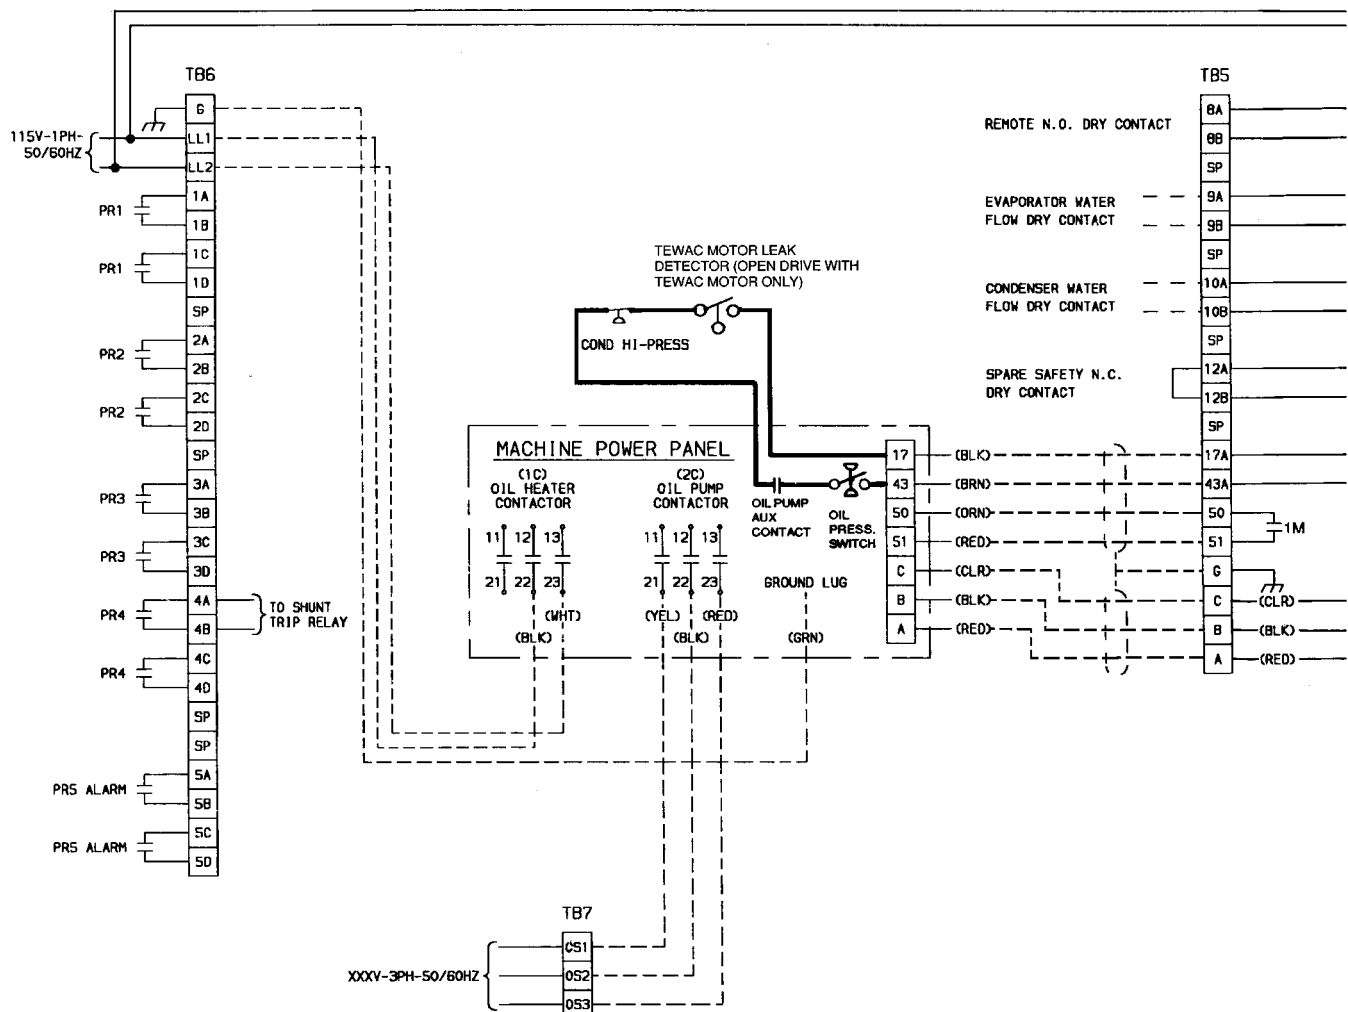 TB6
G
LL1
LL2
1A
1B
1C
1D
SP
2A
2B
2C
2D
SP
3A
3B
3C
3D
4A
4B
4C
4D
SP
SP
5A
5B
5C
5D
115V-1PH-
50/60HZ
PR1
PR1
PR2
PR2
PR3
PR3
PR4
PR4
PR5 ALARM
PR5 ALARM
TO SHUNT
TRIP RELAY
TEWAC MOTOR LEAK
DETECTOR (OPEN DRIVE WITH
TEWAC MOTOR ONLY)
COND HI-PRESS
MACHINE POWER PANEL
(1C)
OIL HEATER
CONTACTOR
11 12 13
21 22 23
(WHT)
(BLK)
(2C)
OIL PUMP
CONTACTOR
11 12 13
21 22 23
(YEL) (RED)
(BLK)
OIL PUMP
AUX
CONTACT
OIL
PRESS.
SWITCH
GROUND LUG
(GRN)
17
43
50
51
C
B
A
(BLK)
(BRN)
(ORN)
(RED)
(CLR)
(BLK)
(RED)
TB5
8A
8B
SP
9A
9B
SP
10A
10B
SP
12A
12B
SP
17A
43A
50
51
G
C
B
A
REMOTE N.O. DRY CONTACT
EVAPORATOR WATER
FLOW DRY CONTACT
CONDENSER WATER
FLOW DRY CONTACT
SPARE SAFETY N.C.
DRY CONTACT
1M
(CLR)
(BLK)
(RED)
TB7
OS1
OS2
OS3
XXXV-3PH-50/60HZ